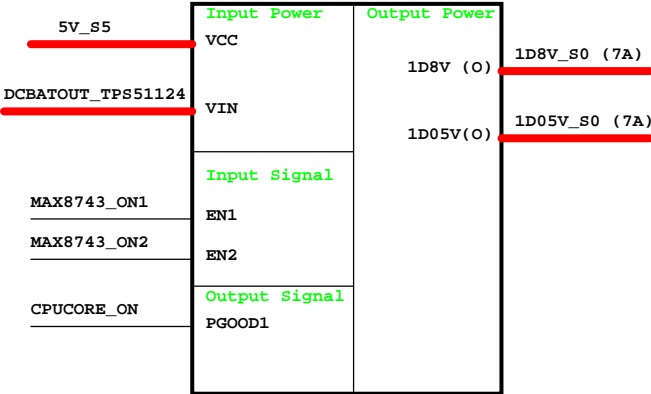 Input Power
Output Power
5V_S5
VCC
1D8V (O)
1D8V_S0 (7A)
DCBATOUT_TPS51124
VIN
1D05V(O)
1D05V_S0 (7A)
Input Signal
MAX8743_ON1
EN1
MAX8743_ON2
EN2
Output Signal
CPUCORE_ON
PGOOD1